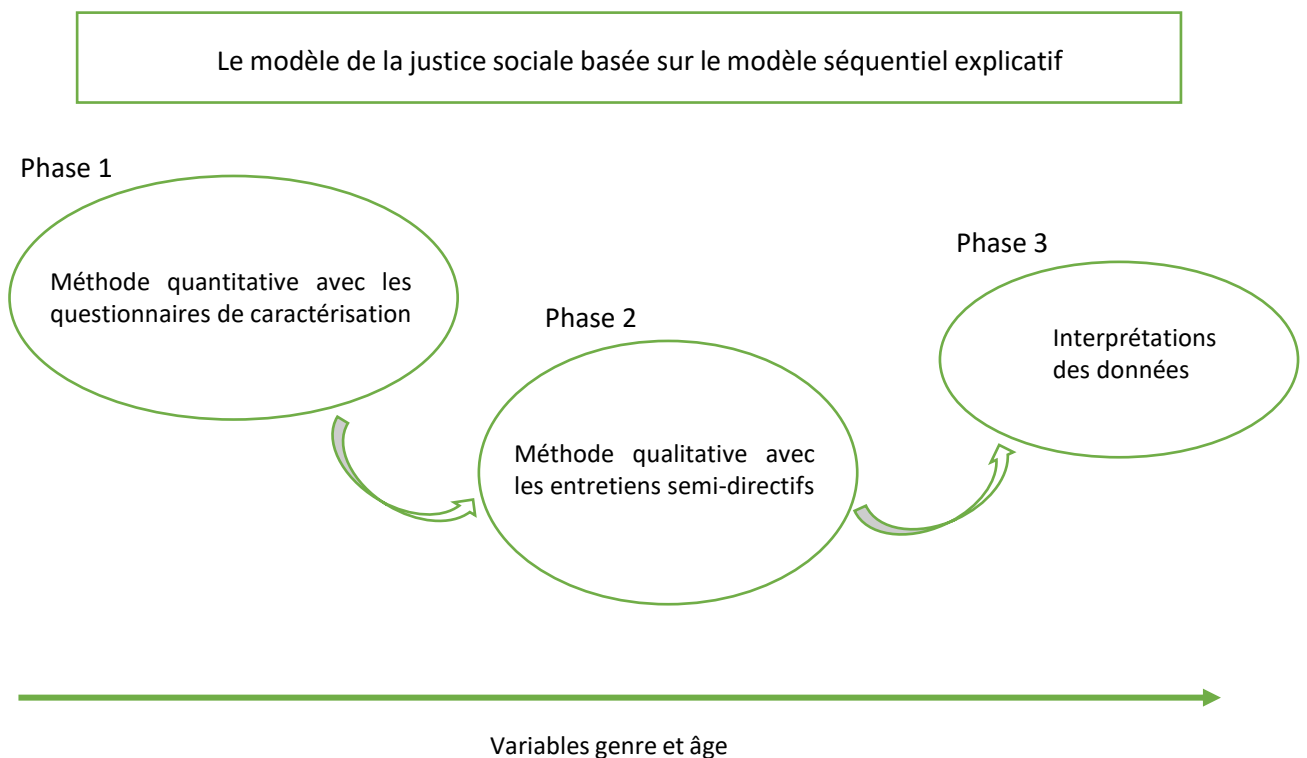 Le modèle de la justice sociale basée sur le modèle séquentiel explicatif
Phase 1
Méthode quantitative avec les
questionnaires de caractérisation
Phase 2
Méthode qualitative avec
les entretiens semi-directifs
Phase 3
Interprétations
des données
Variables genre et âge